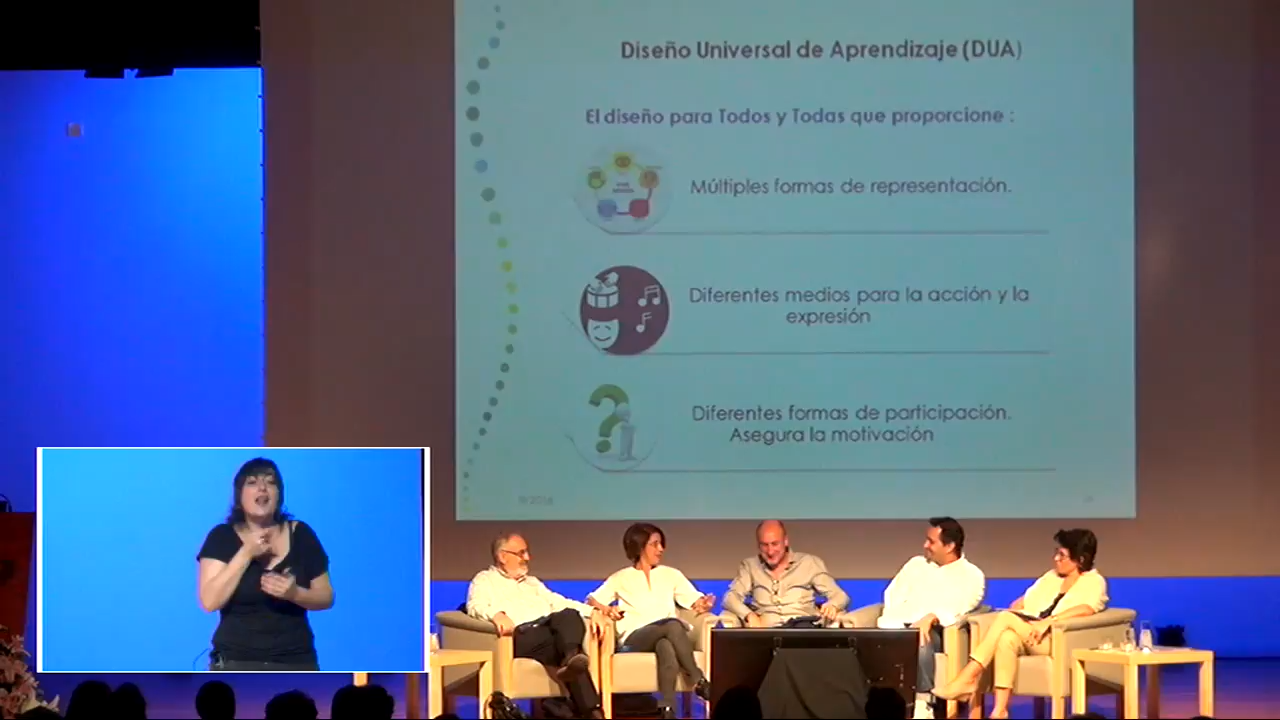 Diseño Universal de Aprendizaje (DUA)
El diseño para Todos y Todas que proporcione :
Múltiples formas de representación.
Diferentes medios para la acción y la
expresión
Diferentes formas de participación.
Asegura la motivación